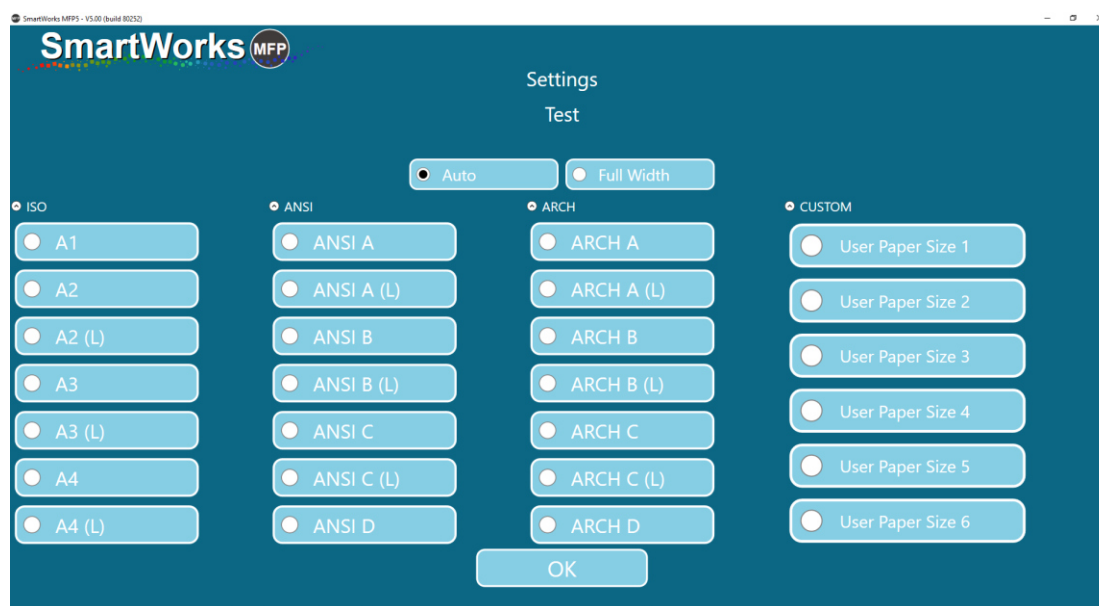 SmartWorks MFP5 - V5.00 (build 80252)
SmartWorks MFP
Settings
Test
Auto
Full Width
ISO
A1
A2
A2 (L)
A3
A3 (L)
A4
A4 (L)
ANSI
ANSI A
ANSI A (L)
ANSI B
ANSI B (L)
ANSI C
ANSI C (L)
ANSI D
ARCH
ARCH A
ARCH A (L)
ARCH B
ARCH B (L)
ARCH C
ARCH C (L)
ARCH D
CUSTOM
User Paper Size 1
User Paper Size 2
User Paper Size 3
User Paper Size 4
User Paper Size 5
User Paper Size 6
OK